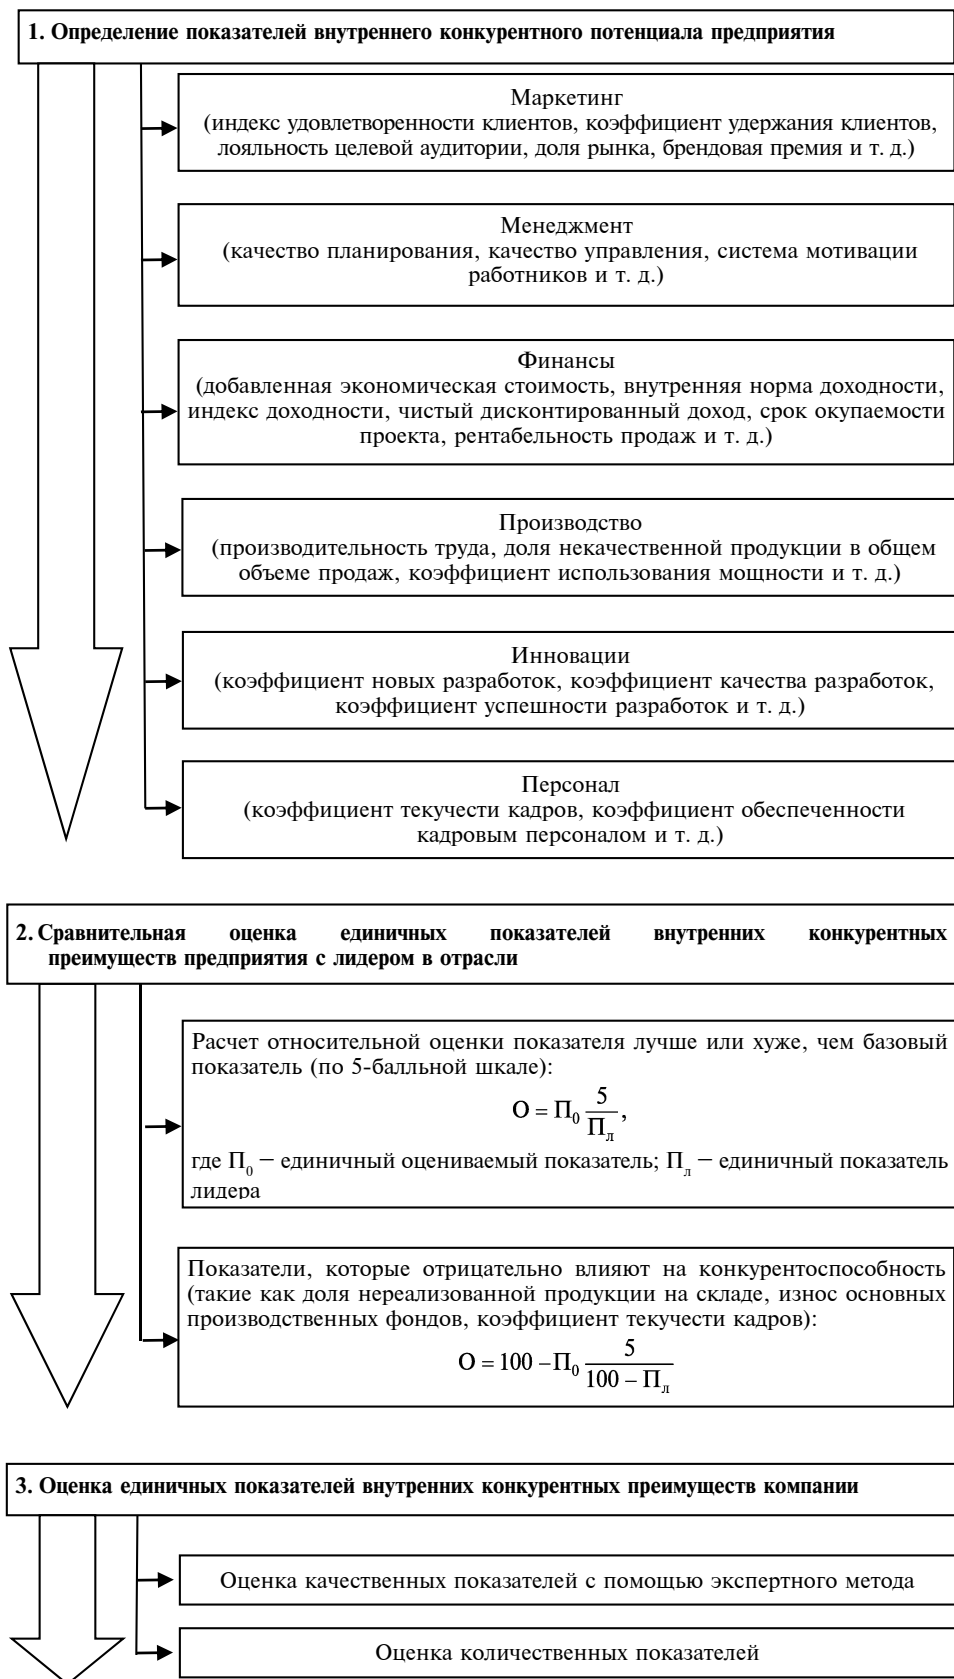 1. Определение показателей внутреннего конкурентного потенциала предприятия
Маркетинг
(индекс удовлетворенности клиентов, коэффициент удержания клиентов,
лояльность целевой аудитории, доля рынка, брендовая премия и т. д.)
Менеджмент
(качество планирования, качество управления, система мотивации
работников и т. д.)
Финансы
(добавленная экономическая стоимость, внутренняя норма доходности,
индекс доходности, чистый дисконтированный доход, срок окупаемости
проекта, рентабельность продаж и т. д.)
Производство
(производительность труда, доля некачественной продукции в общем
объеме продаж, коэффициент использования мощности и т. д.)
Инновации
(коэффициент новых разработок, коэффициент качества разработок,
коэффициент успешности разработок и т. д.)
Персонал
(коэффициент текучести кадров, коэффициент обеспеченности
кадровым персоналом и т. д.)
2. Сравнительная оценка единичных показателей внутренних конкурентных
преимуществ предприятия с лидером в отрасли
Расчет относительной оценки показателя лучше или хуже, чем базовый
показатель (по 5-балльной шкале):
О = П₀ 5/Пл,
где П₀ – единичный оцениваемый показатель; Пл – единичный показатель
лидера
Показатели, которые отрицательно влияют на конкурентоспособность
(такие как доля нереализованной продукции на складе, износ основных
производственных фондов, коэффициент текучести кадров):
О = 100 – П₀ 5/(100 – Пл)
3. Оценка единичных показателей внутренних конкурентных преимуществ компании
Оценка качественных показателей с помощью экспертного метода
Оценка количественных показателей